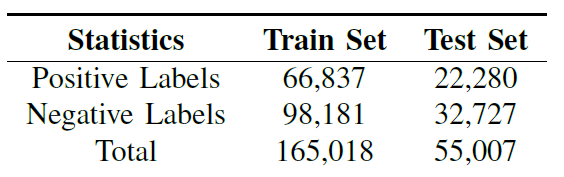 Statistics Train Set Test Set
Positive Labels 66,837 22,280
Negative Labels 98,181 32,727
Total 165,018 55,007